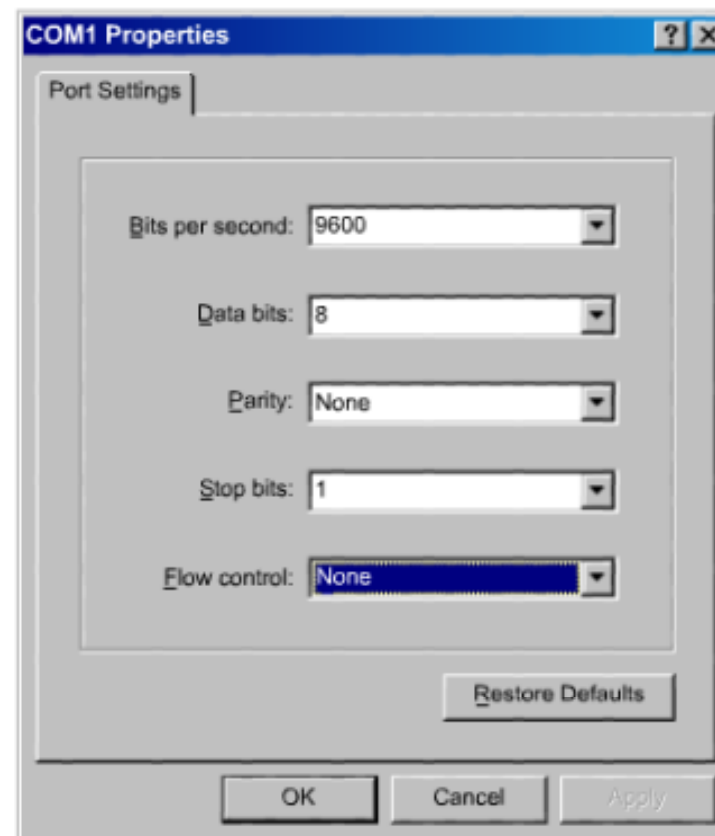 COM1 Properties
Port Settings
Bits per second: 9600
Data bits: 8
Parity: None
Stop bits: 1
Flow control: None
Restore Defaults
OK Cancel Apply